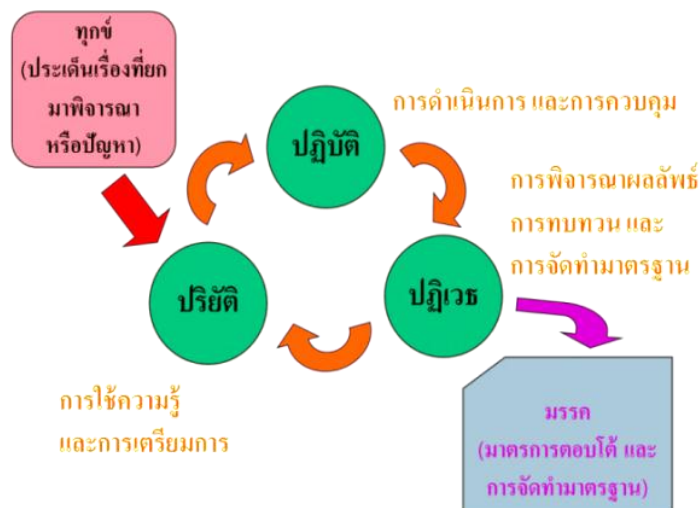 ทุกข์
(ประเด็นเรื่องที่ยก
มาพิจารณา
หรือปัญหา)
ปฏิบัติ
การดำเนินการ และการควบคุม
การพิจารณาผลลัพธ์
การทบทวน และ
การจัดทำมาตรฐาน
ปริยัติ
ปฏิเวธ
การใช้ความรู้
และการเตรียมการ
มรรค
(มาตรการตอบโต้ และ
การจัดทำมาตรฐาน)